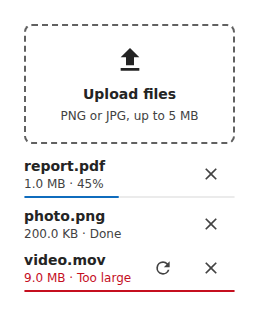 Upload files
PNG or JPG, up to 5 MB
report.pdf
1.0 MB · 45%
photo.png
200.0 KB · Done
video.mov
9.0 MB · Too large